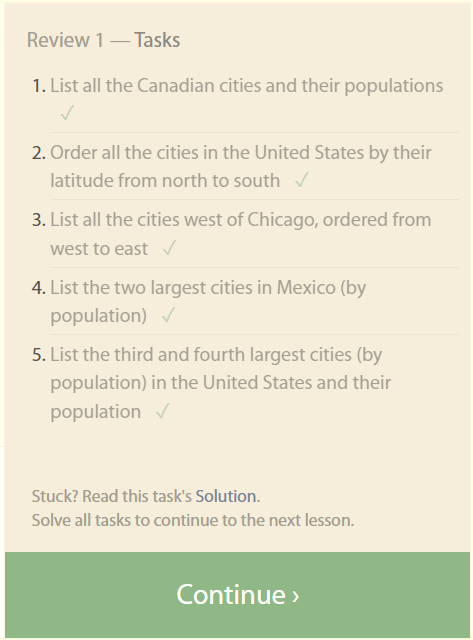 Review 1 — Tasks
1. List all the Canadian cities and their populations
✓
2. Order all the cities in the United States by their
latitude from north to south ✓
3. List all the cities west of Chicago, ordered from
west to east ✓
4. List the two largest cities in Mexico (by
population) ✓
5. List the third and fourth largest cities (by
population) in the United States and their
population ✓
Stuck? Read this task's Solution.
Solve all tasks to continue to the next lesson.
Continue ›